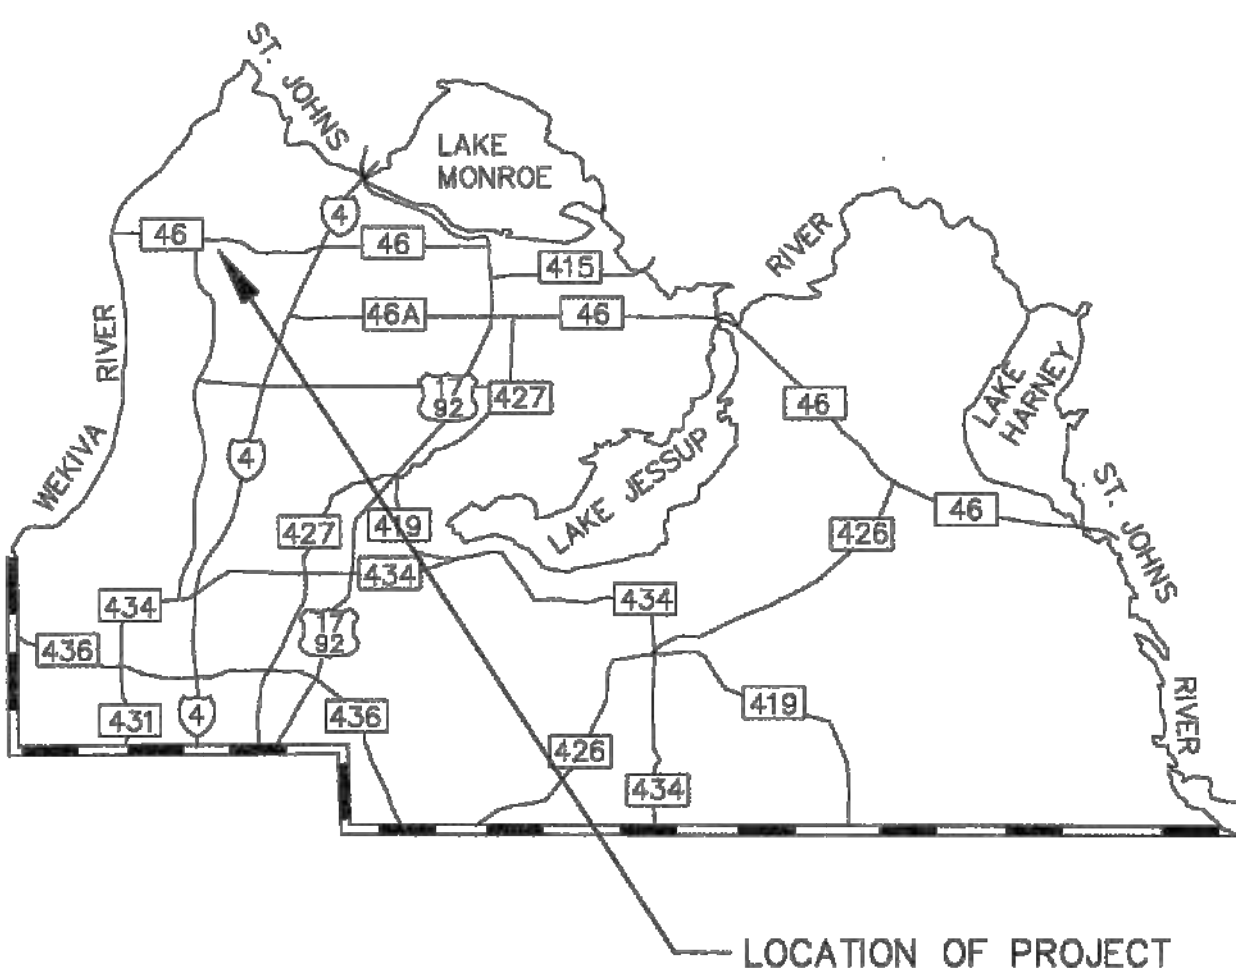 ST. JOHNS
LAKE
MONROE
4
46
46
RIVER
415
46A
46
RIVER
17
92
427
46
LAKE
HARNEY
4
WEKIVA
LAKE JESSUP
427
419
426
46
ST. JOHNS
434
434
434
17
92
436
431
4
436
419
RIVER
426
434
LOCATION OF PROJECT